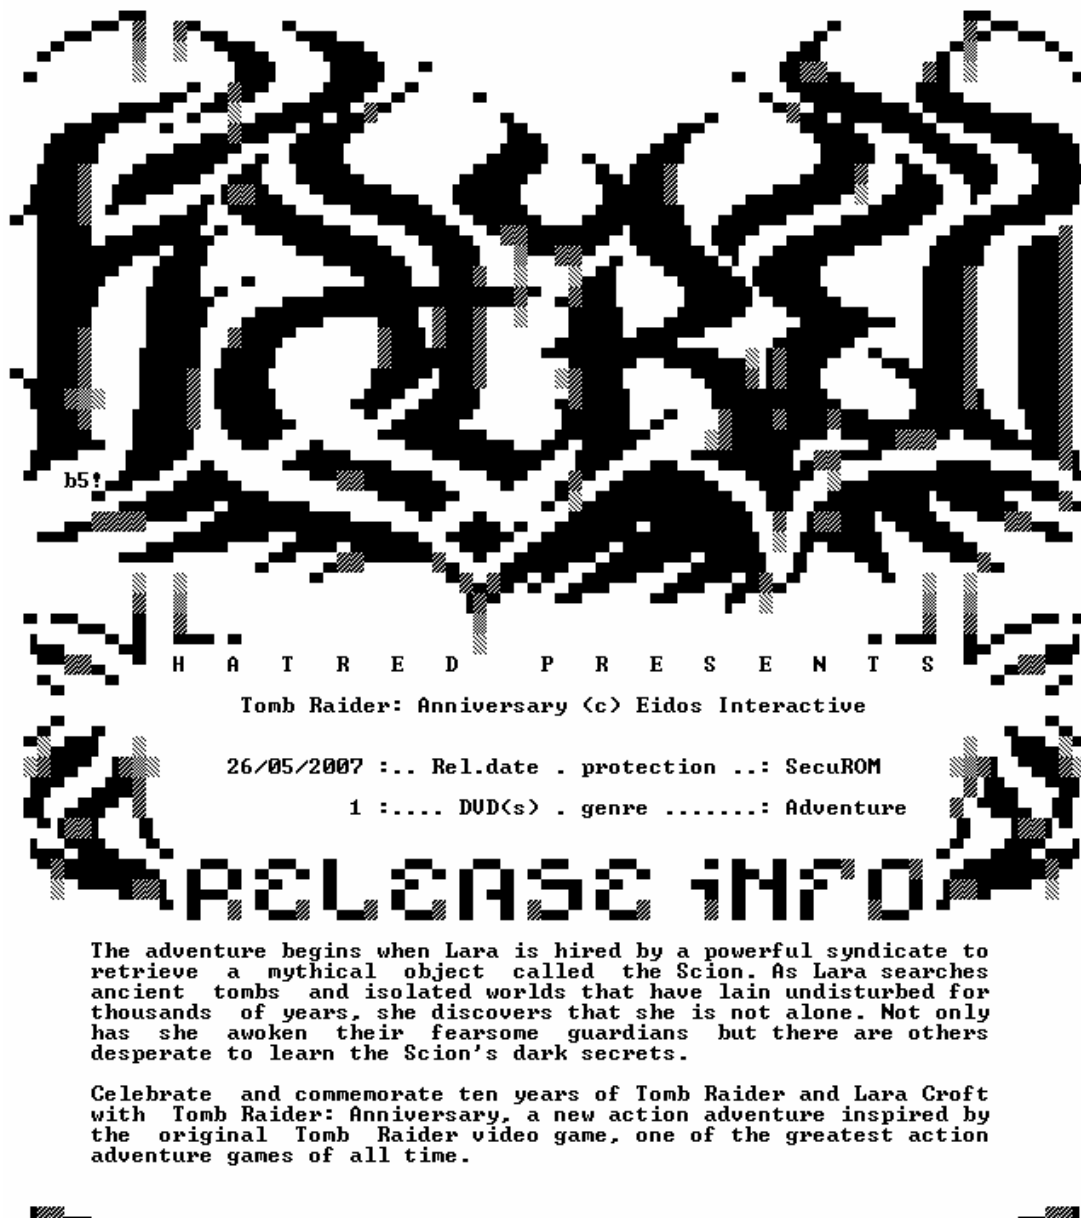 HATRED
b5!
H A T R E D   P R E S E N T S
Tomb Raider: Anniversary (c) Eidos Interactive
26/05/2007 :.. Rel.date . protection ..: SecuROM
1 :.... DVD(s) . genre .......: Adventure
RELEASE iNFO
The adventure begins when Lara is hired by a powerful syndicate to
retrieve a mythical object called the Scion. As Lara searches
ancient tombs and isolated worlds that have lain undisturbed for
thousands of years, she discovers that she is not alone. Not only
has she awoken their fearsome guardians but there are others
desperate to learn the Scion's dark secrets.
Celebrate and commemorate ten years of Tomb Raider and Lara Croft
with Tomb Raider: Anniversary, a new action adventure inspired by
the original Tomb Raider video game, one of the greatest action
adventure games of all time.